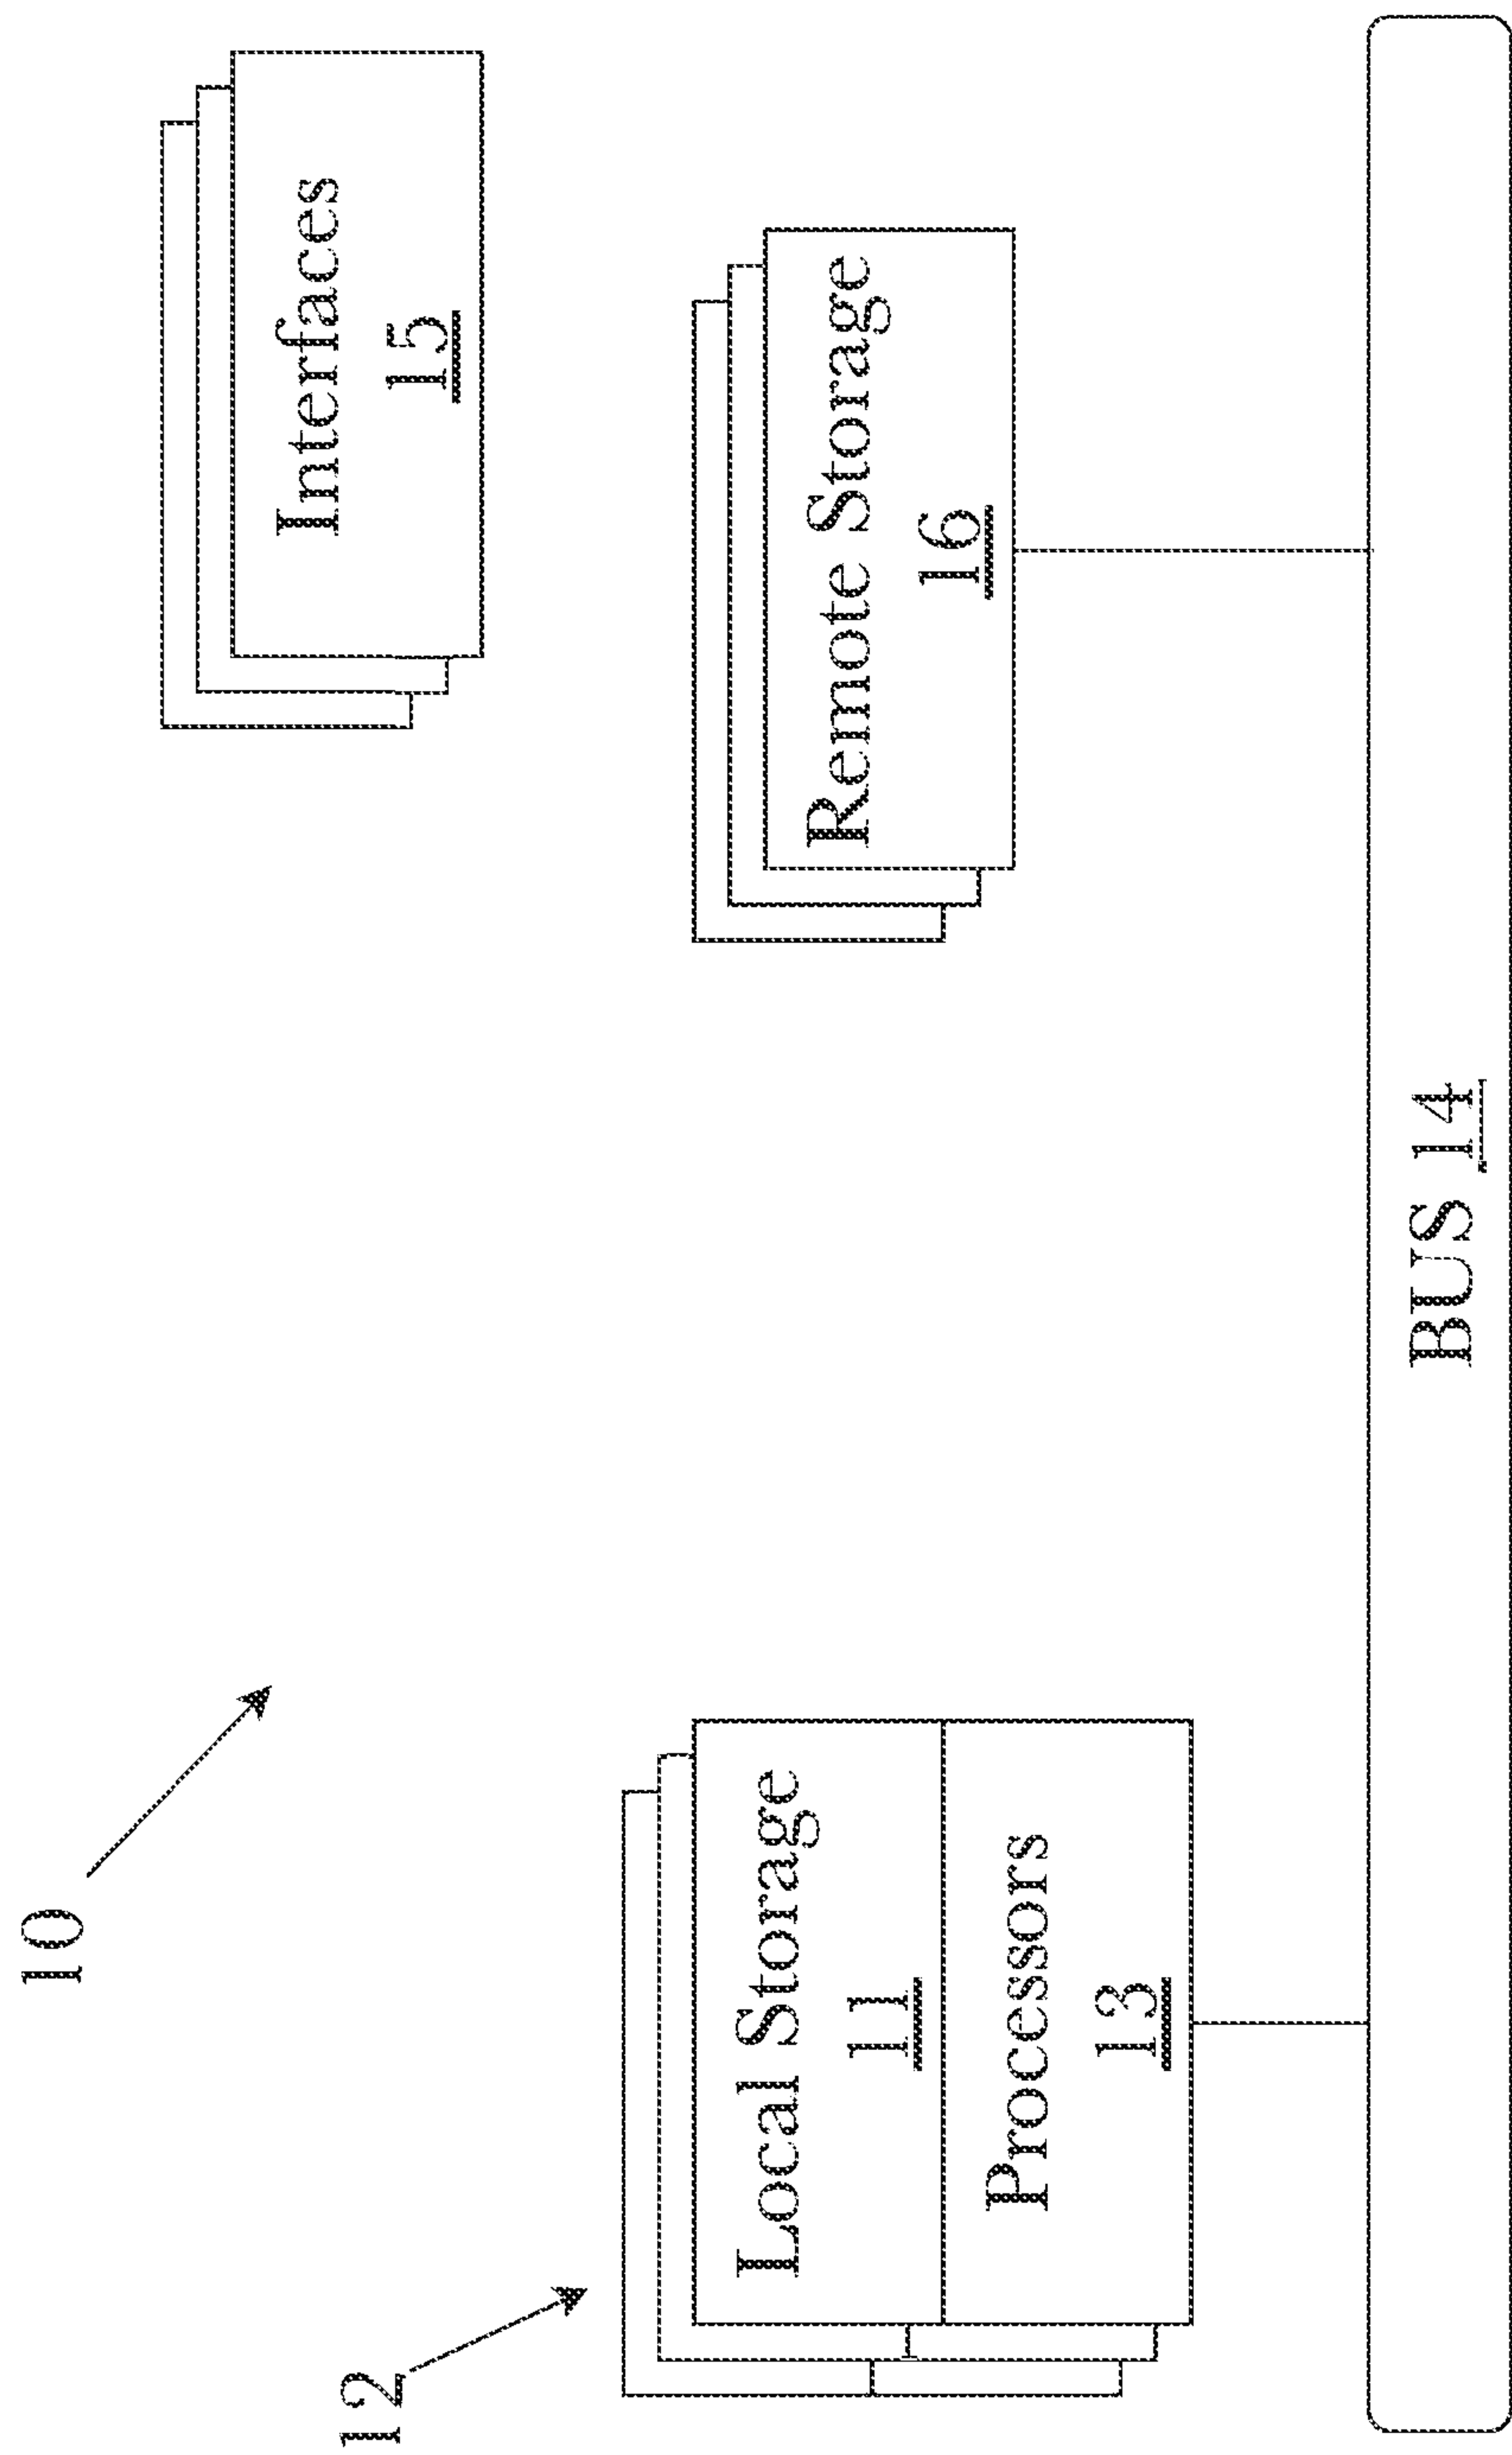 10
12
Interfaces
15
Local Storage
11
Remote Storage
16
Processors
13
BUS 14